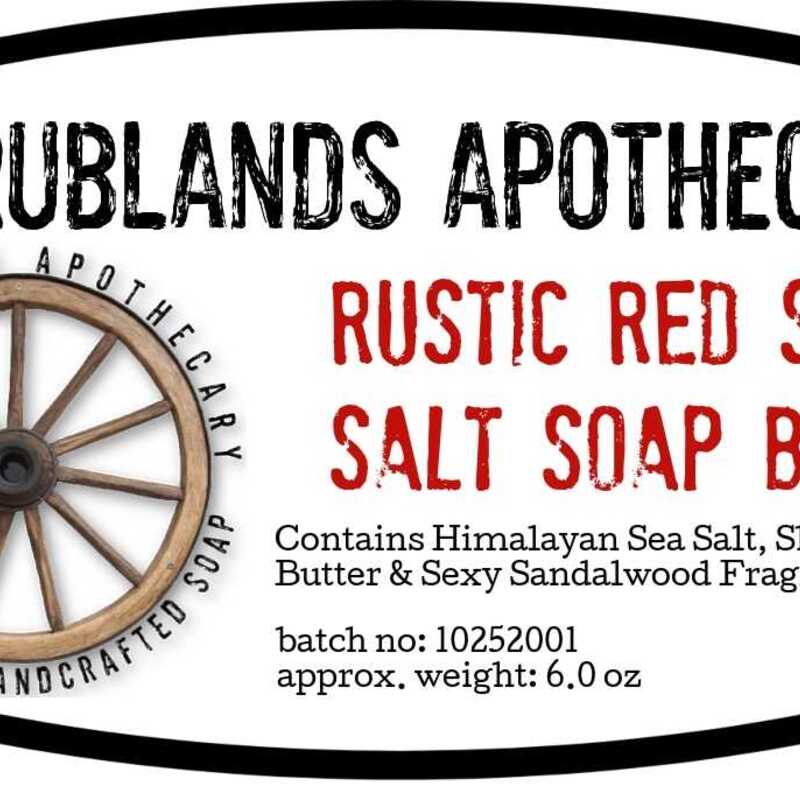 RUBLANDS APOTHEC
APOTHECARY
RUSTIC RED S
SALT SOAP B
Contains Himalayan Sea Salt, Sh
Butter & Sexy Sandalwood Frag
batch no: 10252001
approx. weight: 6.0 oz
ANDCRAFTED SOAP